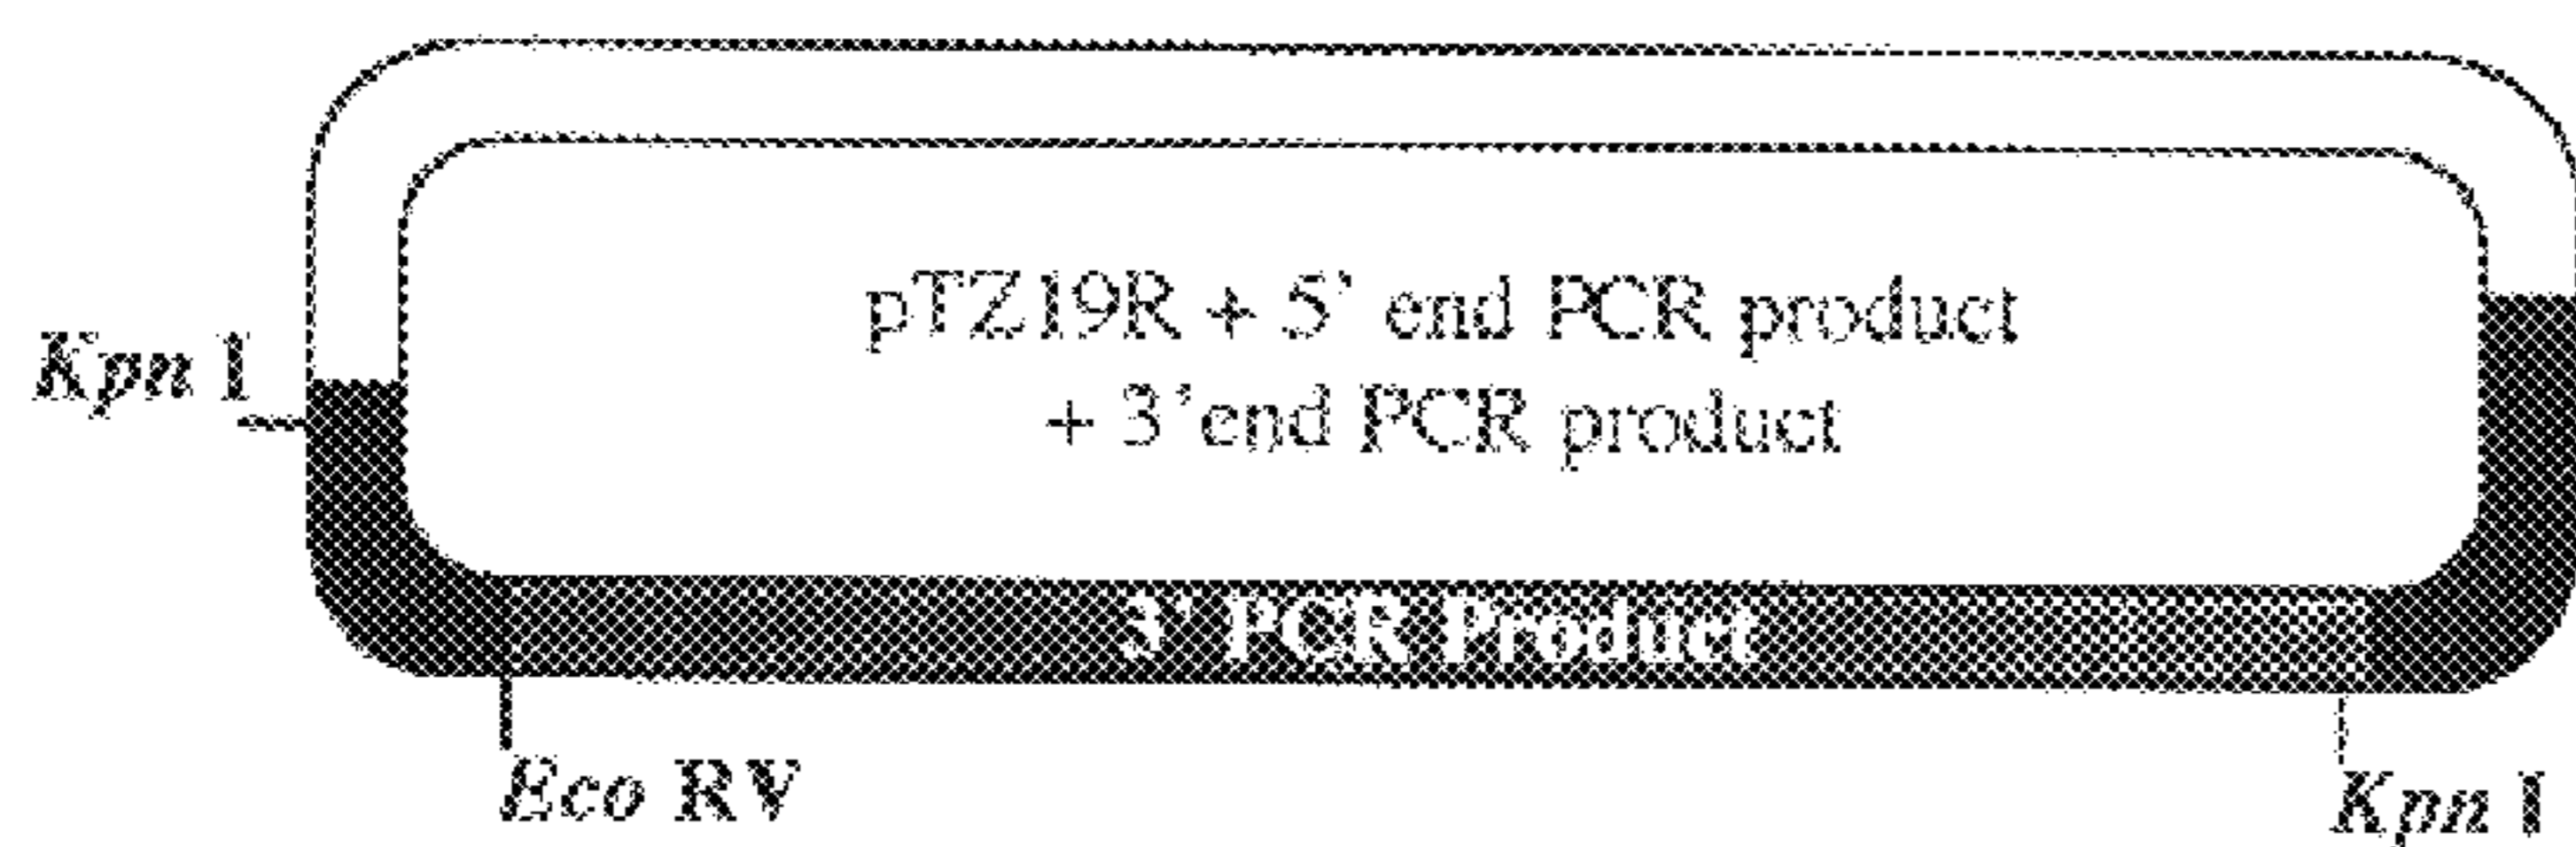 pTZ19R + 5' end PCR product
+ 3'end PCR product
Kpn I
3' PCR Product
Eco RV
Kpn I